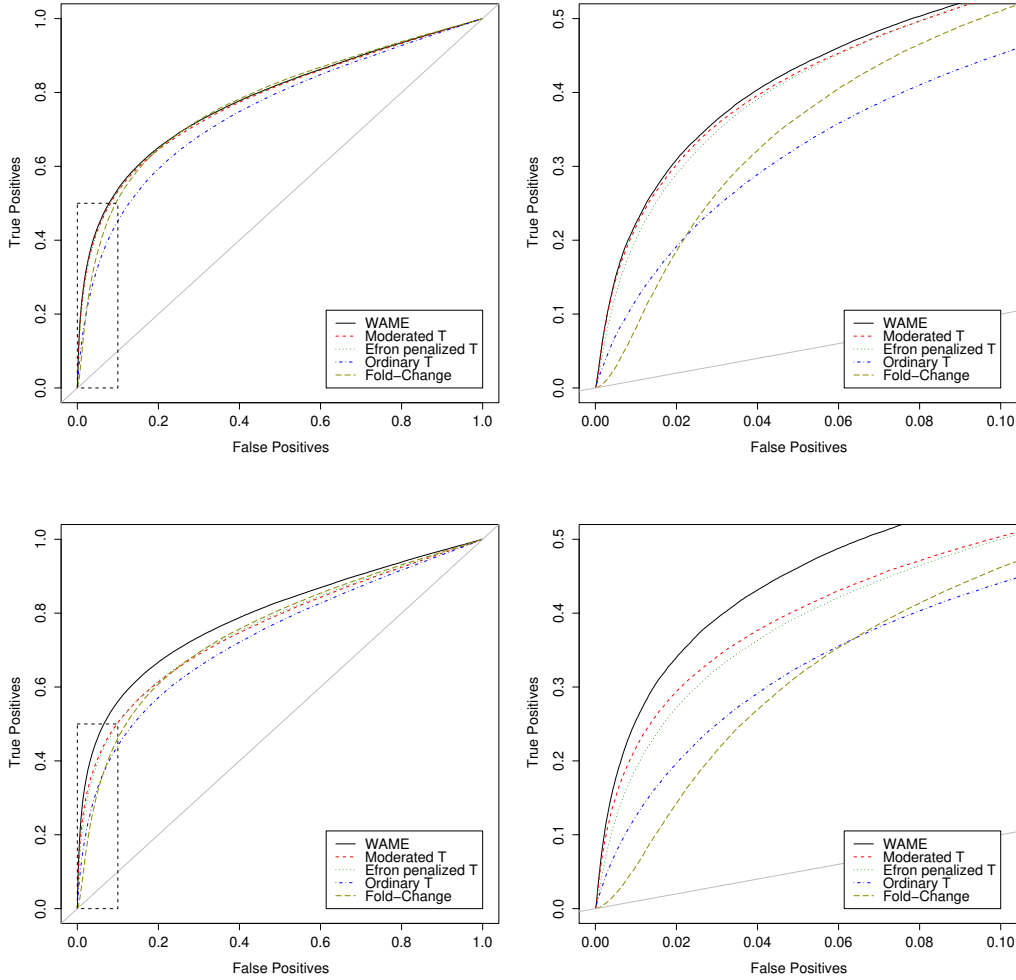 1.0
0.8
0.6
0.4
0.2
0.0
True Positives
WAME
Moderated T
Efron penalized T
Ordinary T
Fold−Change
0.0 0.2 0.4 0.6 0.8 1.0
False Positives
0.5
0.4
0.3
0.2
0.1
0.0
True Positives
WAME
Moderated T
Efron penalized T
Ordinary T
Fold−Change
0.00 0.02 0.04 0.06 0.08 0.10
False Positives
1.0
0.8
0.6
0.4
0.2
0.0
True Positives
WAME
Moderated T
Efron penalized T
Ordinary T
Fold−Change
0.0 0.2 0.4 0.6 0.8 1.0
False Positives
0.5
0.4
0.3
0.2
0.1
0.0
True Positives
WAME
Moderated T
Efron penalized T
Ordinary T
Fold−Change
0.00 0.02 0.04 0.06 0.08 0.10
False Positives